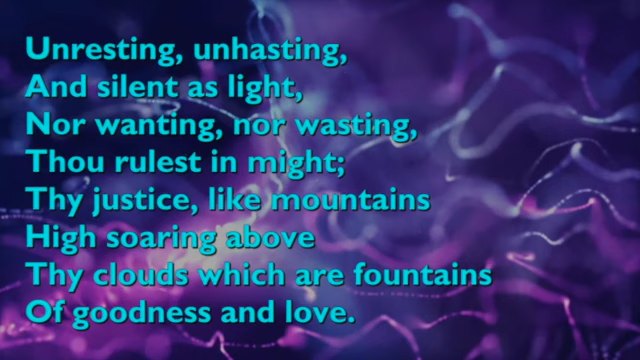 Unresting, unhasting,
And silent as light,
Nor wanting, nor wasting,
Thou rulest in might;
Thy justice, like mountains
High soaring above
Thy clouds which are fountains
Of goodness and love.